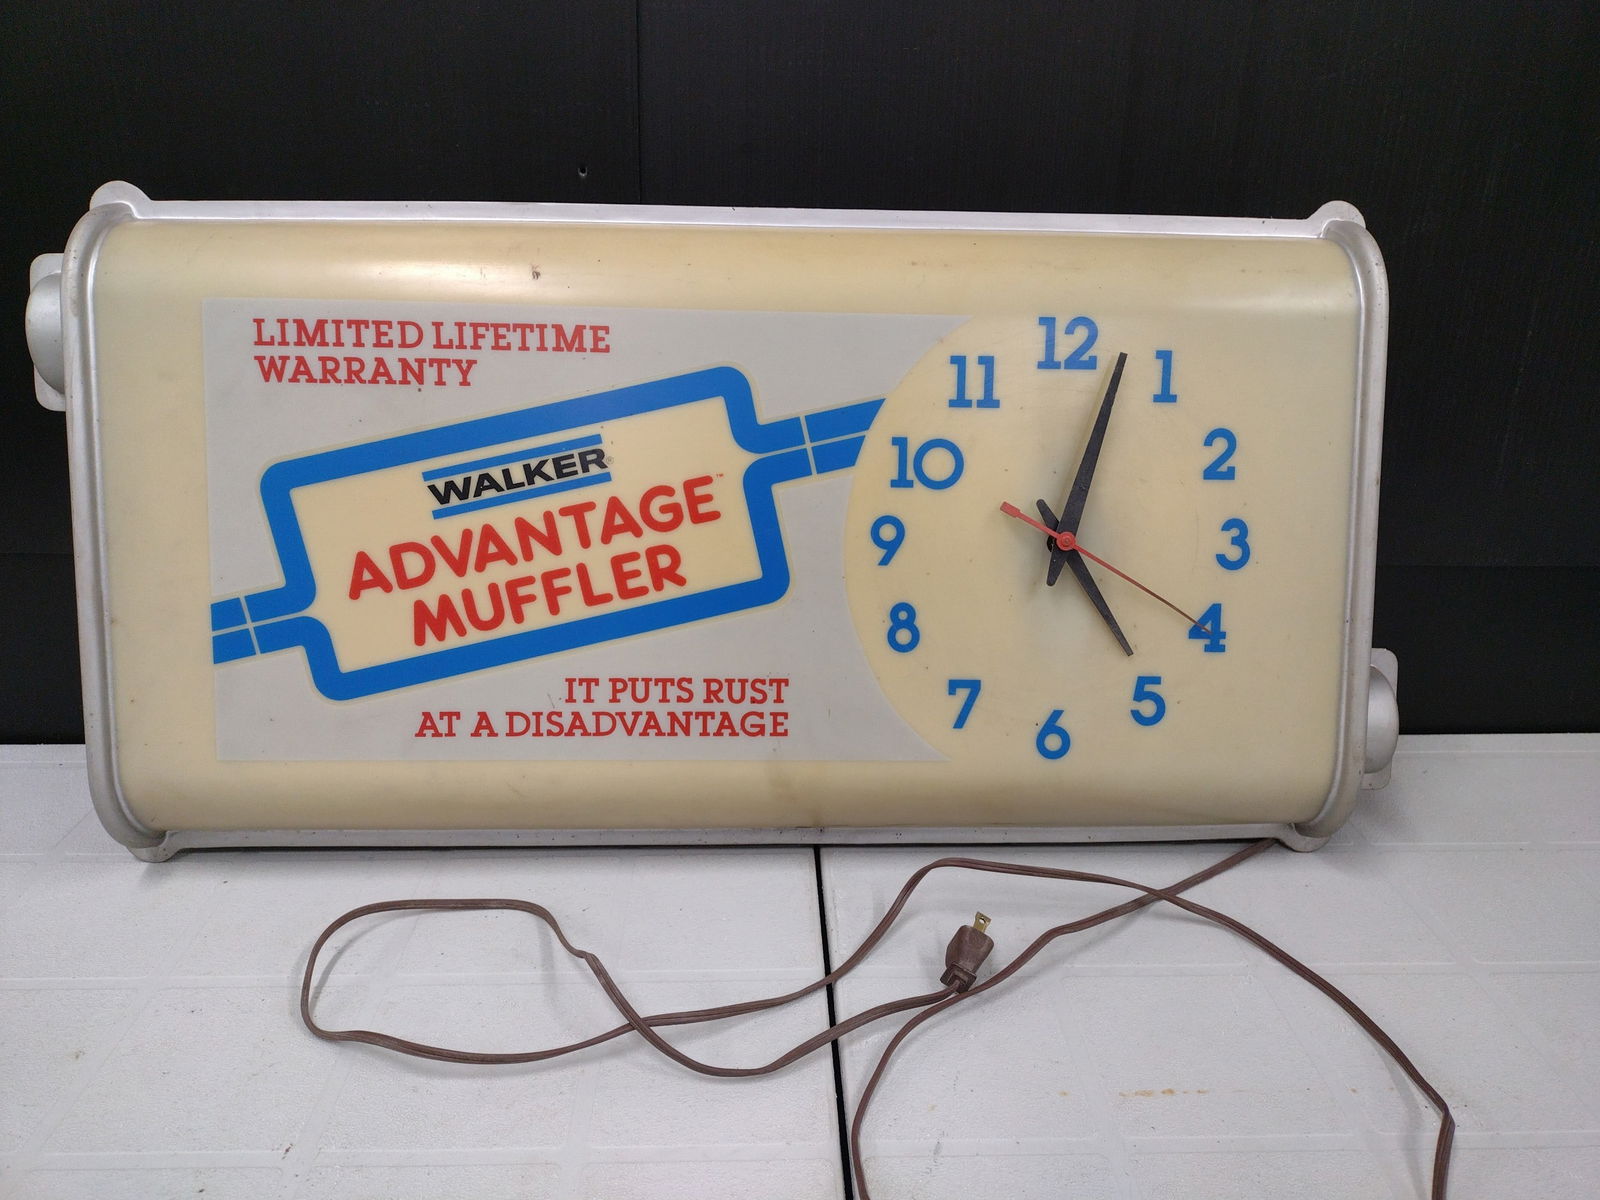 LIMITED LIFETIME
WARRANTY
WALKER®
ADVANTAGE™
MUFFLER
IT PUTS RUST
AT A DISADVANTAGE
12
1
2
3
4
5
6
7
8
9
10
11